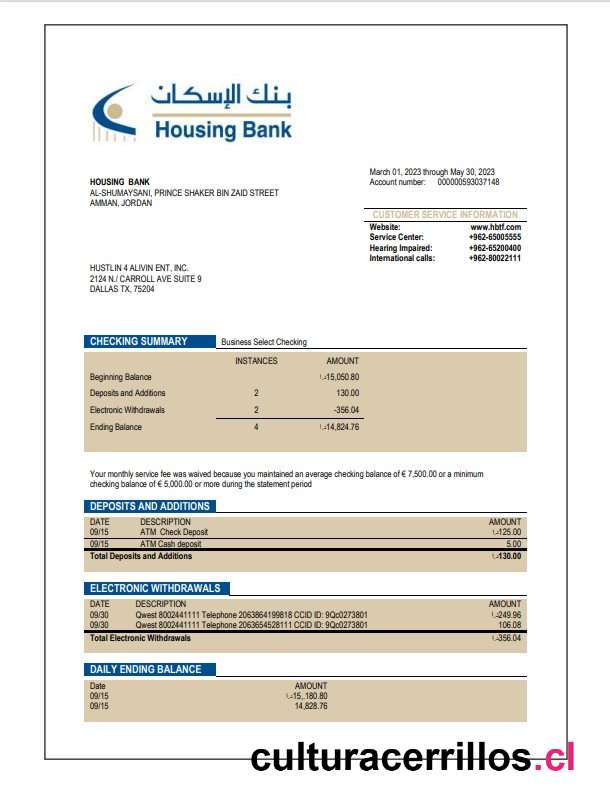 بنك الإسكان
Housing Bank
March 01, 2023 through May 30, 2023
Account number: 000000593037148
HOUSING BANK
AL-SHUMAYSANI, PRINCE SHAKER BIN ZAID STREET
AMMAN, JORDAN
CUSTOMER SERVICE INFORMATION
Website: www.hbtf.com
Service Center: +962-65005555
Hearing Impaired: +962-65200400
International calls: +962-80022111
HUSTLIN 4 ALIVIN ENT, INC.
2124 N./ CARROLL AVE SUITE 9
DALLAS TX, 75204
CHECKING SUMMARY Business Select Checking
INSTANCES AMOUNT
Beginning Balance 15,050.80
Deposits and Additions 2 130.00
Electronic Withdrawals 2 -356.04
Ending Balance 4 14,824.76
Your monthly service fee was waived because you maintained an average checking balance of € 7,500.00 or a minimum
checking balance of € 5,000.00 or more during the statement period
DEPOSITS AND ADDITIONS
DATE DESCRIPTION AMOUNT
09/15 ATM Check Deposit 125.00
09/15 ATM Cash deposit 5.00
Total Deposits and Additions 130.00
ELECTRONIC WITHDRAWALS
DATE DESCRIPTION AMOUNT
09/30 Qwest 8002441111 Telephone 2063864199818 CCID ID: 9Qc0273801 249.96
09/30 Qwest 8002441111 Telephone 2063654528111 CCID ID: 9Qc0273801 106.08
Total Electronic Withdrawals 356.04
DAILY ENDING BALANCE
Date AMOUNT
09/15 15,.180.80
09/15 14,828.76
culturacerrillos.cl